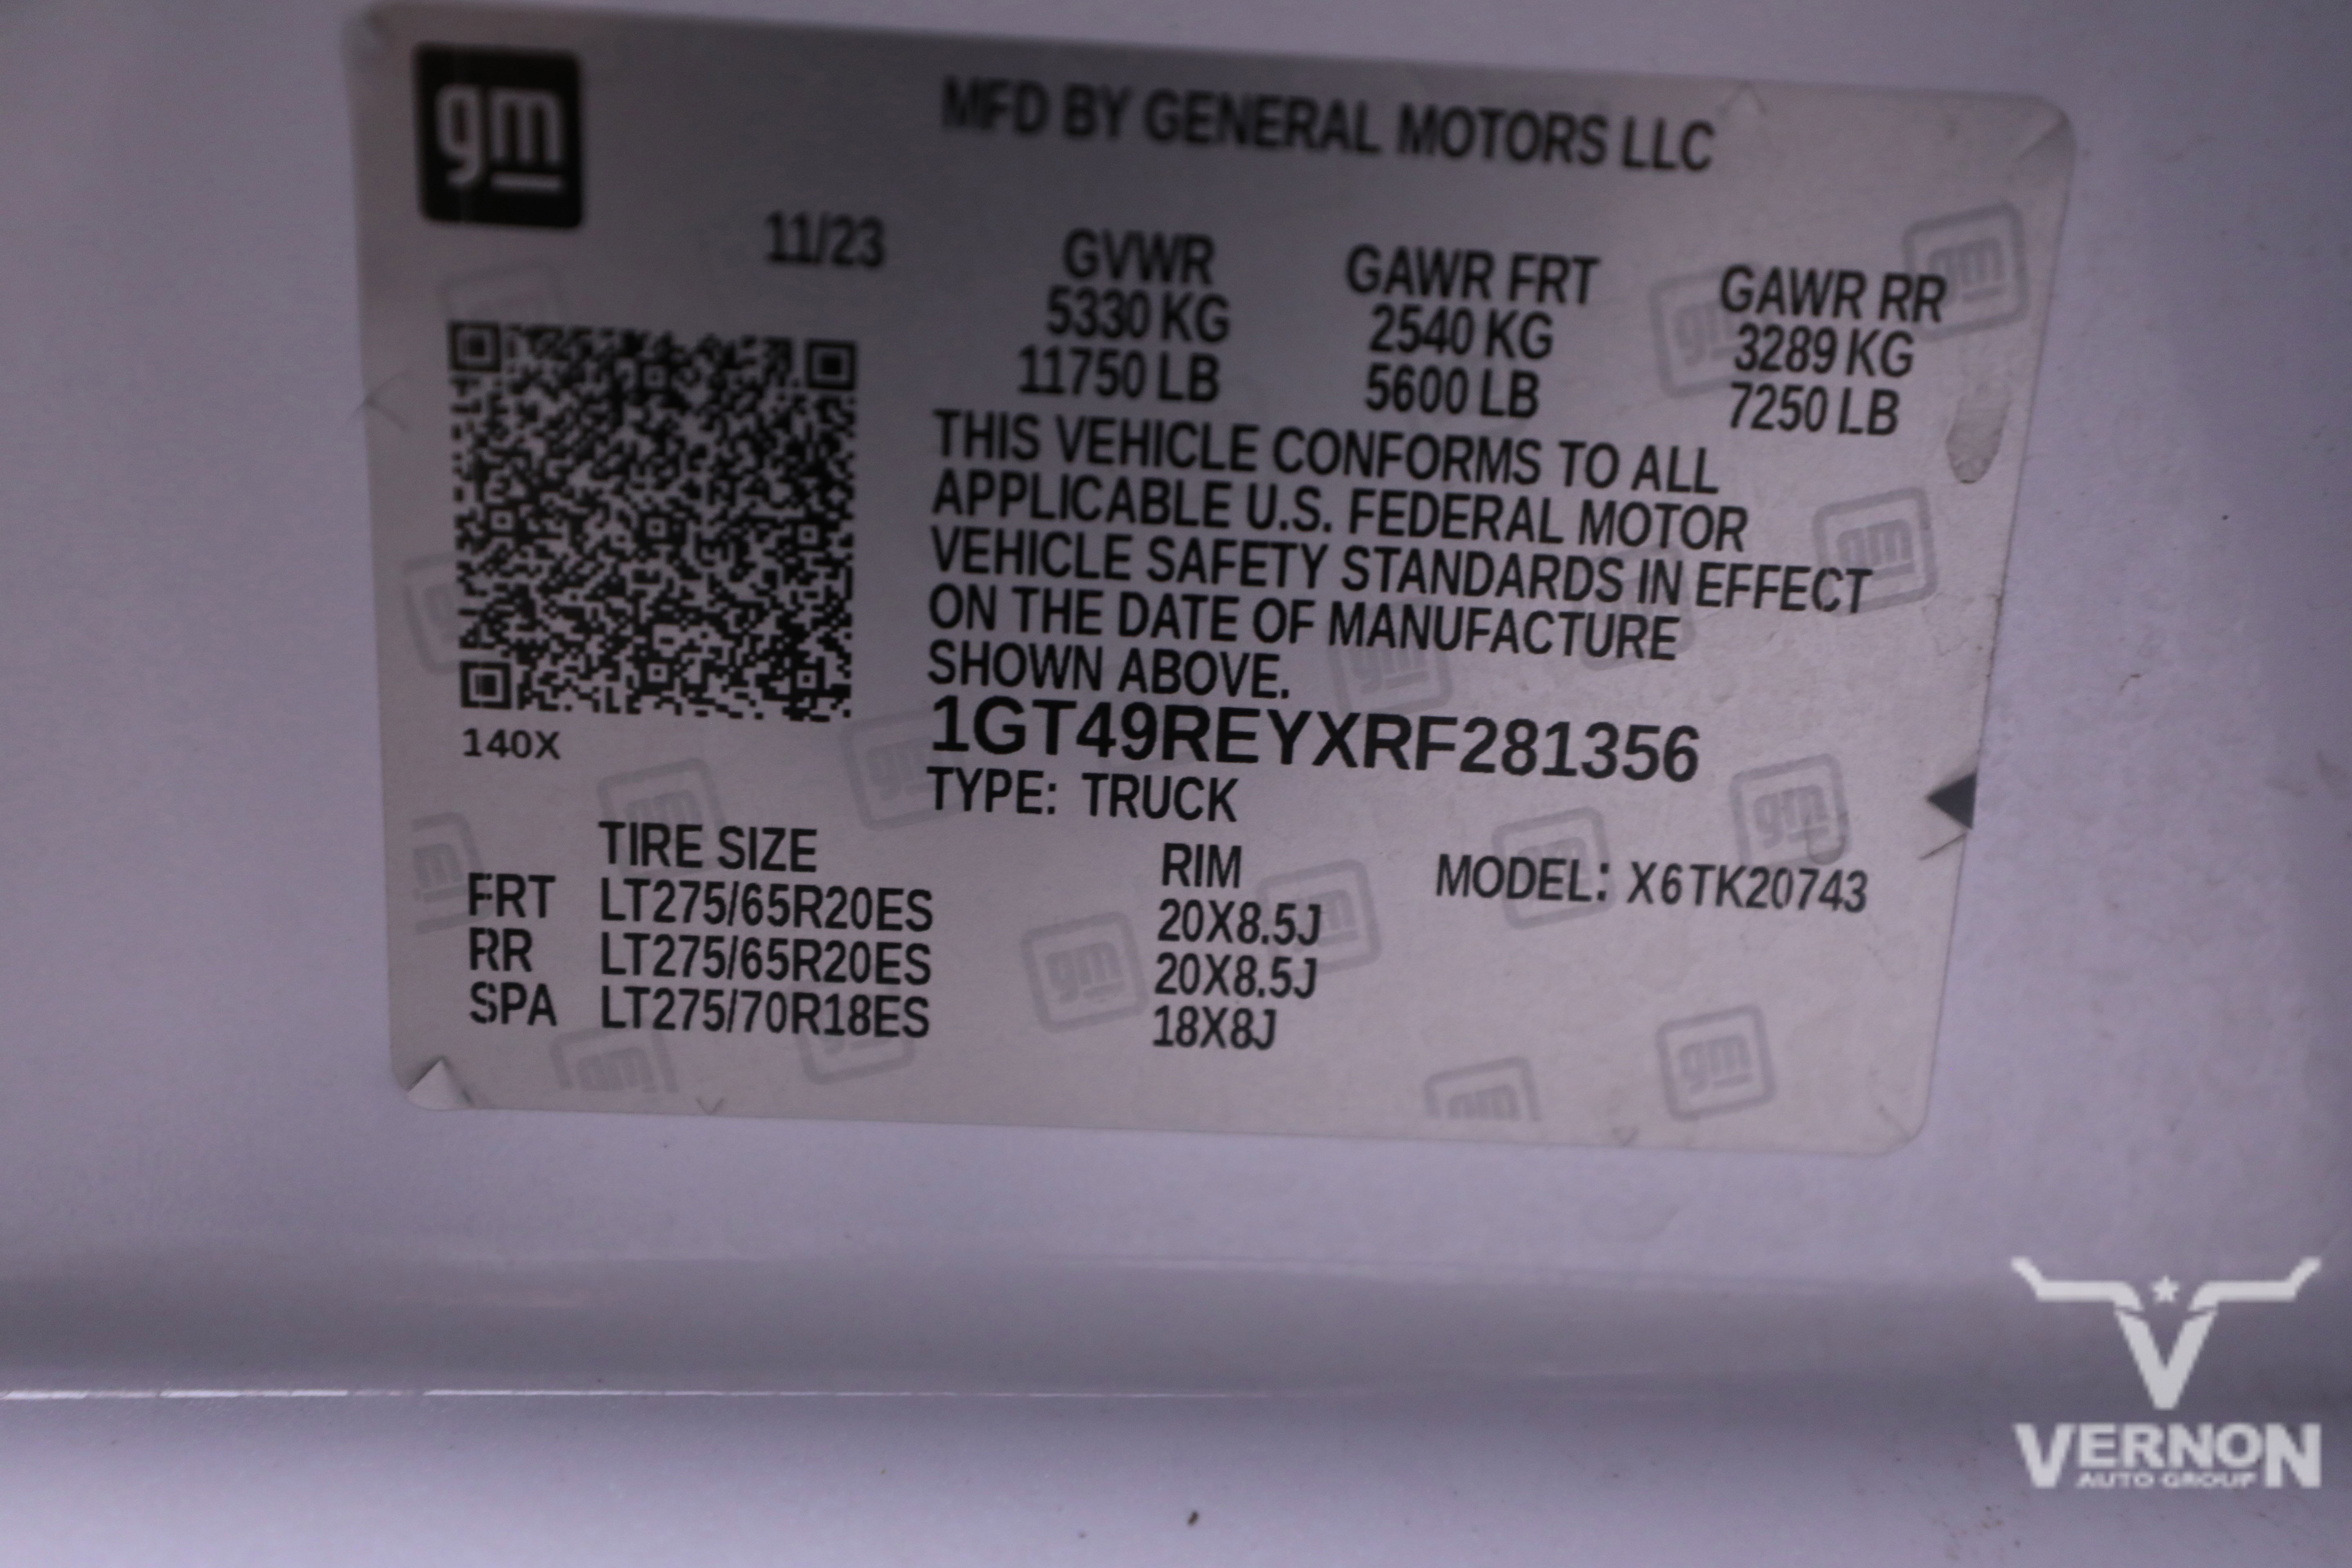 gm
MFD BY GENERAL MOTORS LLC
11/23
GVWR GAWR FRT GAWR RR
5330 KG 2540 KG 3289 KG
11750 LB 5600 LB 7250 LB
THIS VEHICLE CONFORMS TO ALL
APPLICABLE U.S. FEDERAL MOTOR
VEHICLE SAFETY STANDARDS IN EFFECT
ON THE DATE OF MANUFACTURE
SHOWN ABOVE.
1GT49REYXRF281356
140X
TYPE: TRUCK
TIRE SIZE RIM MODEL: X6TK20743
FRT LT275/65R20ES 20X8.5J
RR LT275/65R20ES 20X8.5J
SPA LT275/70R18ES 18X8J
VERNON
AUTO GROUP